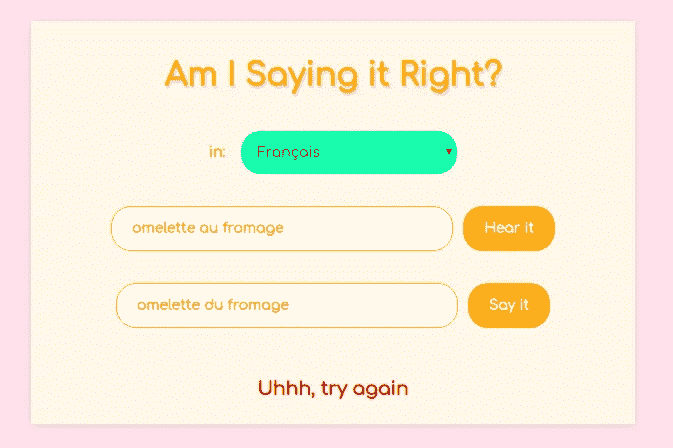 Am I Saying it Right?
in: Français
omelette au fromage Hear it
omelette du fromage Say it
Uhhh, try again